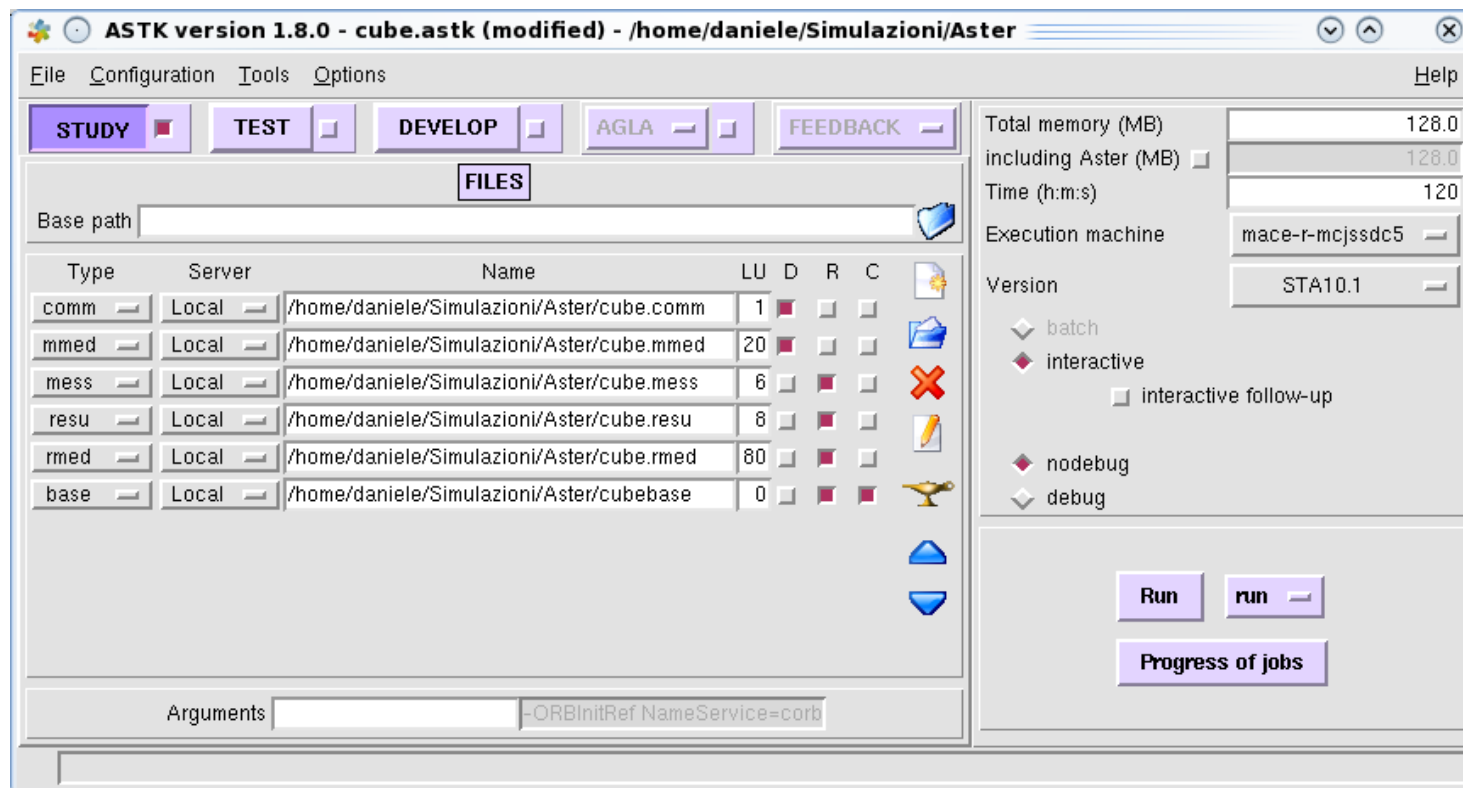 ASTK version 1.8.0 - cube.astk (modified) - /home/daniele/Simulazioni/Aster
File Configuration Tools Options Help
STUDY TEST DEVELOP AGLA FEEDBACK
FILES
Base path
Type Server Name LU D R C
comm Local /home/daniele/Simulazioni/Aster/cube.comm 1
mmed Local /home/daniele/Simulazioni/Aster/cube.mmed 20
mess Local /home/daniele/Simulazioni/Aster/cube.mess 6
resu Local /home/daniele/Simulazioni/Aster/cube.resu 8
rmed Local /home/daniele/Simulazioni/Aster/cube.rmed 80
base Local /home/daniele/Simulazioni/Aster/cubebase 0
Arguments -ORBInitRef NameService=corb
Total memory (MB) 128.0
including Aster (MB) 128.0
Time (h:m:s) 120
Execution machine mace-r-mcjssdc5
Version STA10.1
batch
interactive
interactive follow-up
nodebug
debug
Run run
Progress of jobs